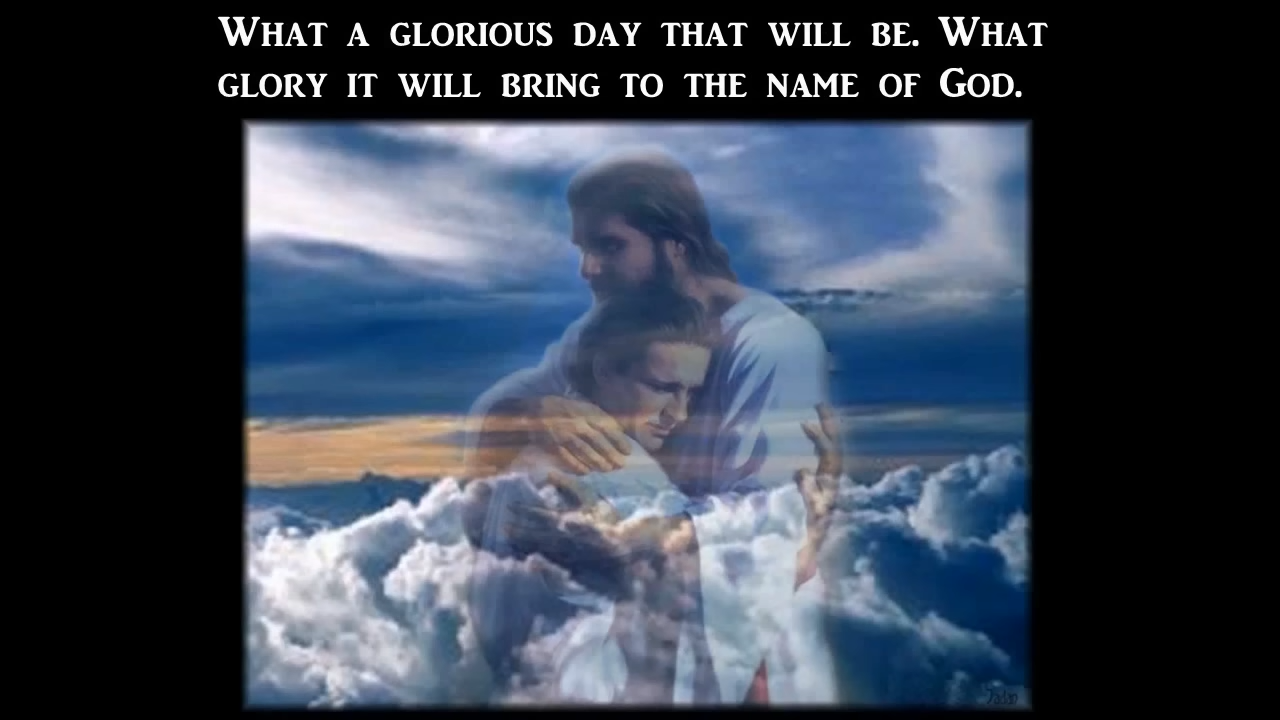 What a glorious day that will be. What
glory it will bring to the name of God.